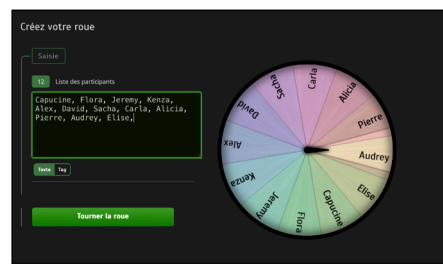 Créez votre roue
Saisie
12 Liste des participants
Capucine, Flora, Jeremy, Kenza,
Alex, David, Sacha, Carla, Alicia,
Pierre, Audrey, Elise,
Texte Tag
Tourner la roue
Carla
Alicia
Pierre
Audrey
Elise
Capucine
Flora
Jeremy
Kenza
Alex
David
Sacha